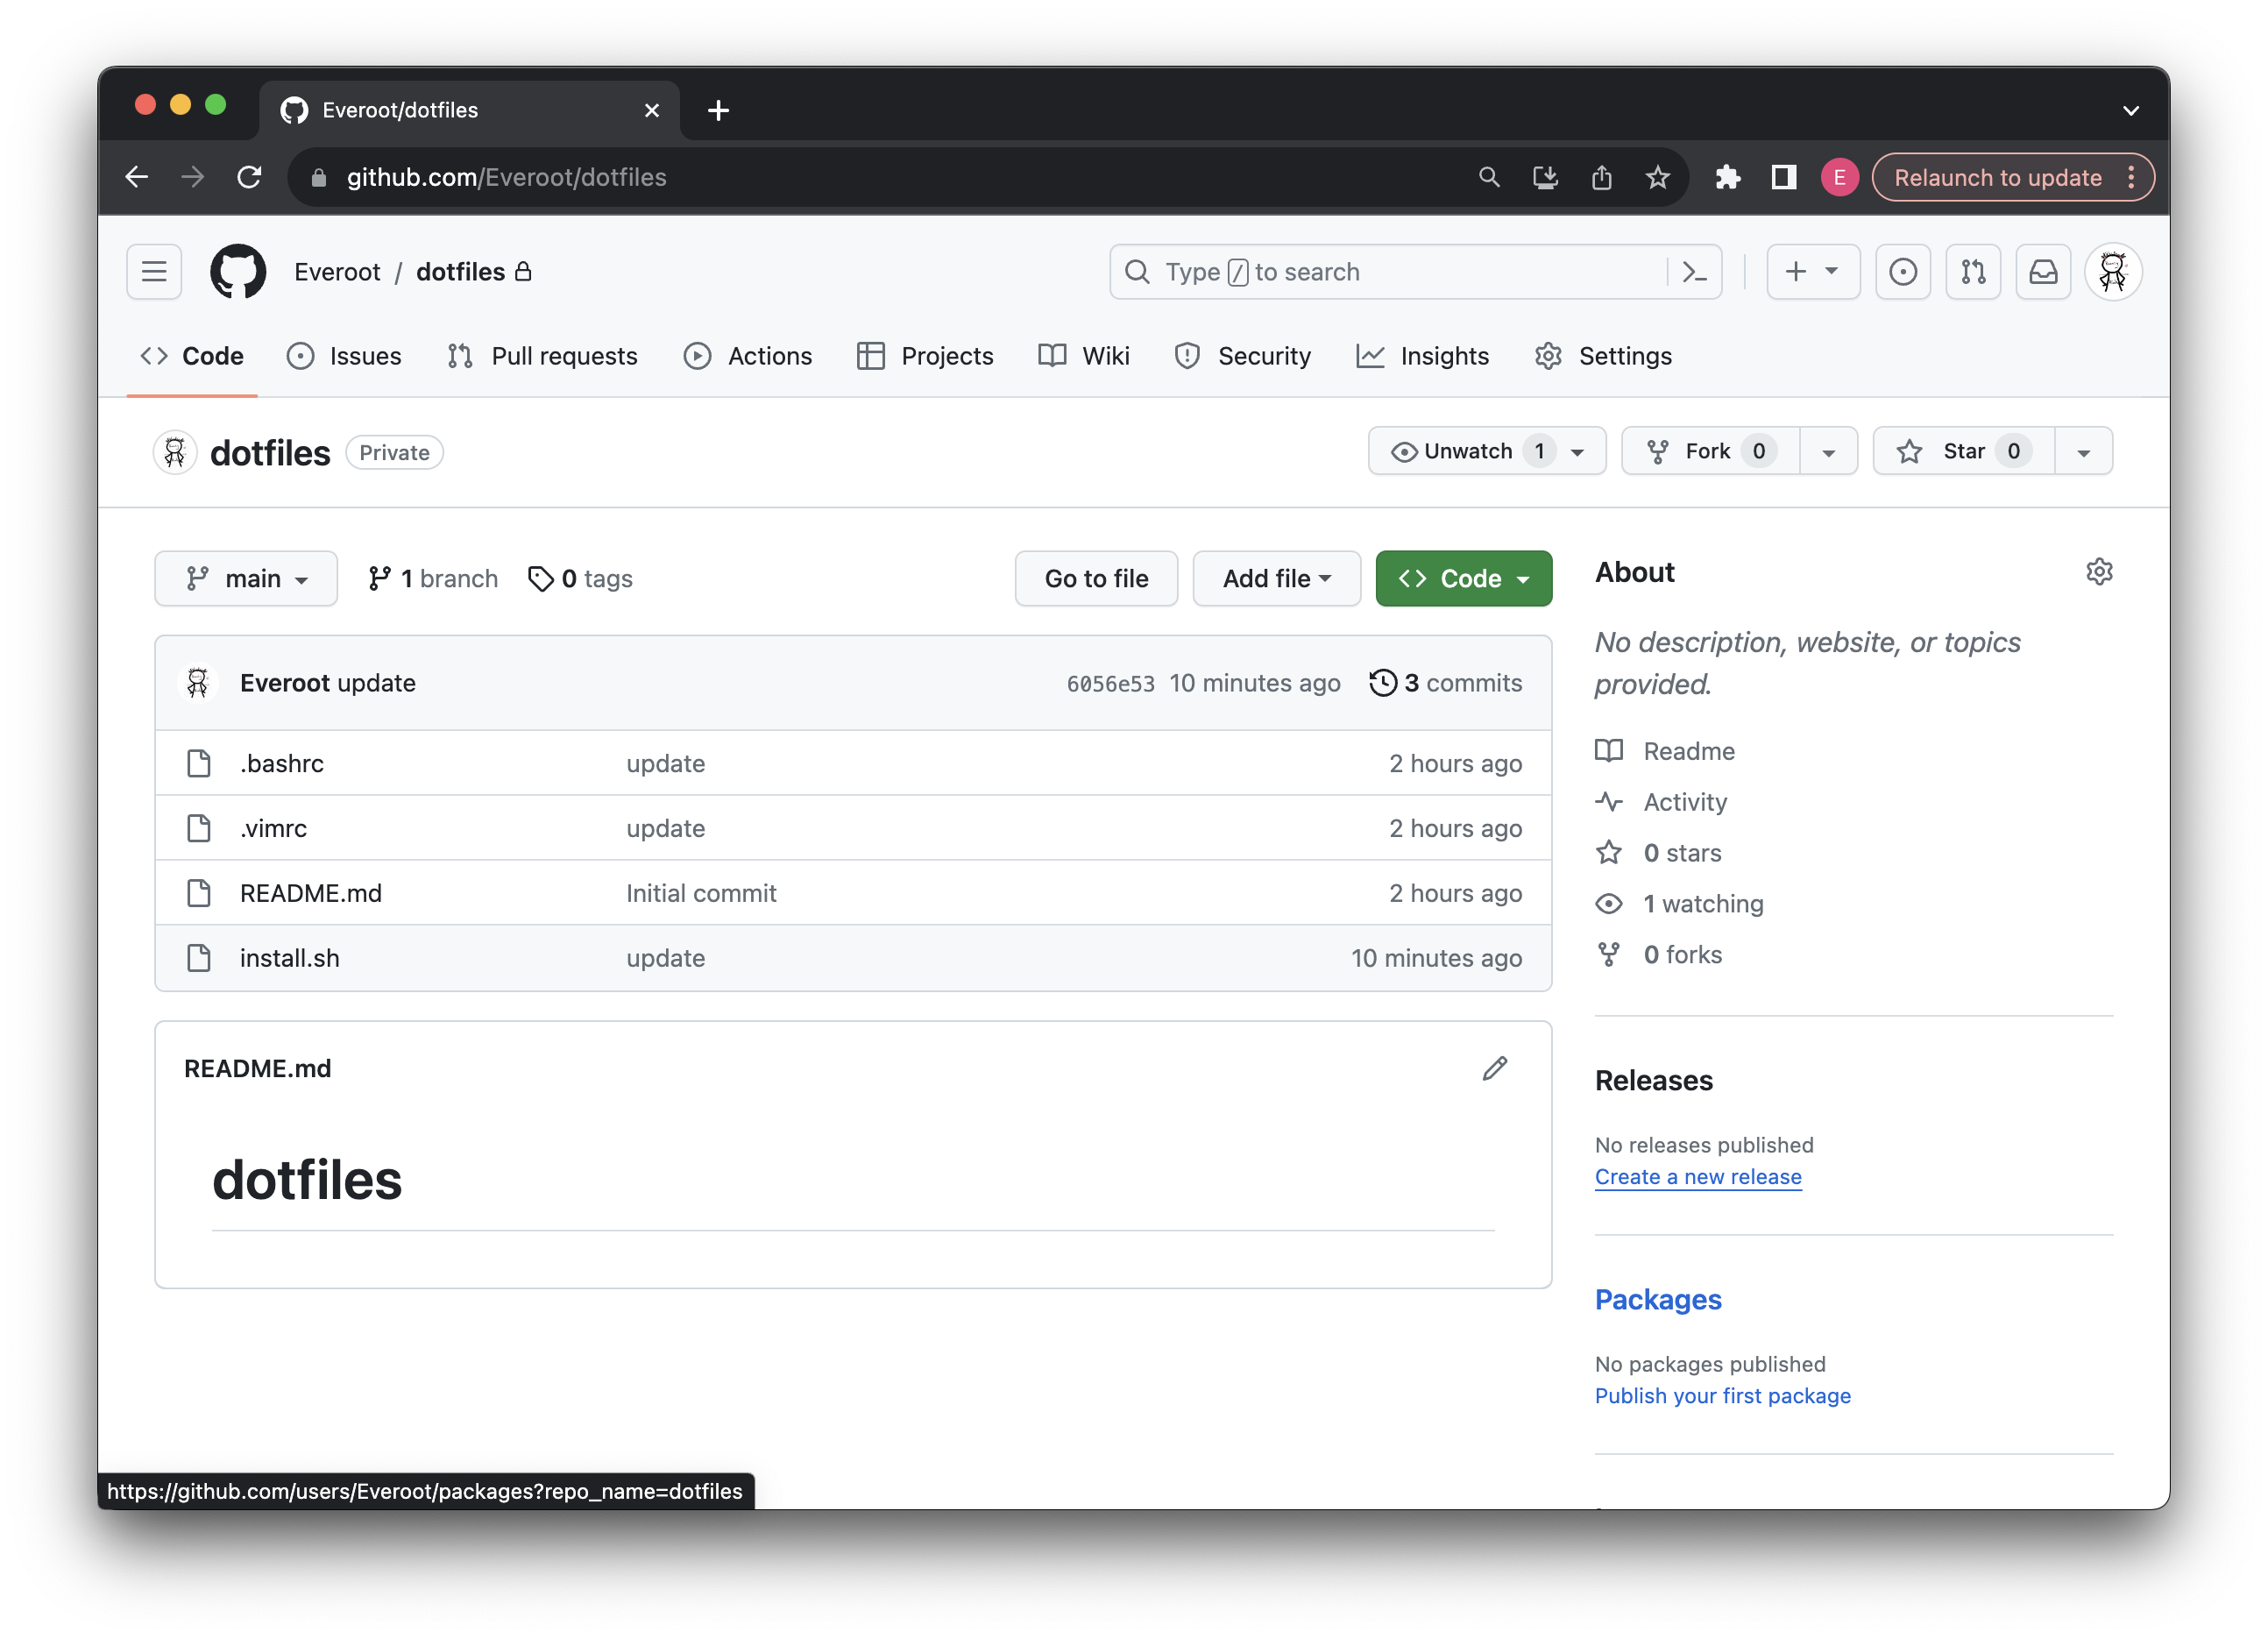 Everoot/dotfiles
github.com/Everoot/dotfiles
E
Relaunch to update
Everoot / dotfiles
Type / to search
Code Issues Pull requests Actions Projects Wiki Security Insights Settings
dotfiles Private
Unwatch 1 Fork 0 Star 0
main 1 branch 0 tags
Go to file Add file Code
Everoot update 6056e53 10 minutes ago 3 commits
.bashrc update 2 hours ago
.vimrc update 2 hours ago
README.md Initial commit 2 hours ago
install.sh update 10 minutes ago
README.md
dotfiles
About
No description, website, or topics
provided.
Readme
Activity
0 stars
1 watching
0 forks
Releases
No releases published
Create a new release
Packages
No packages published
Publish your first package
https://github.com/users/Everoot/packages?repo_name=dotfiles